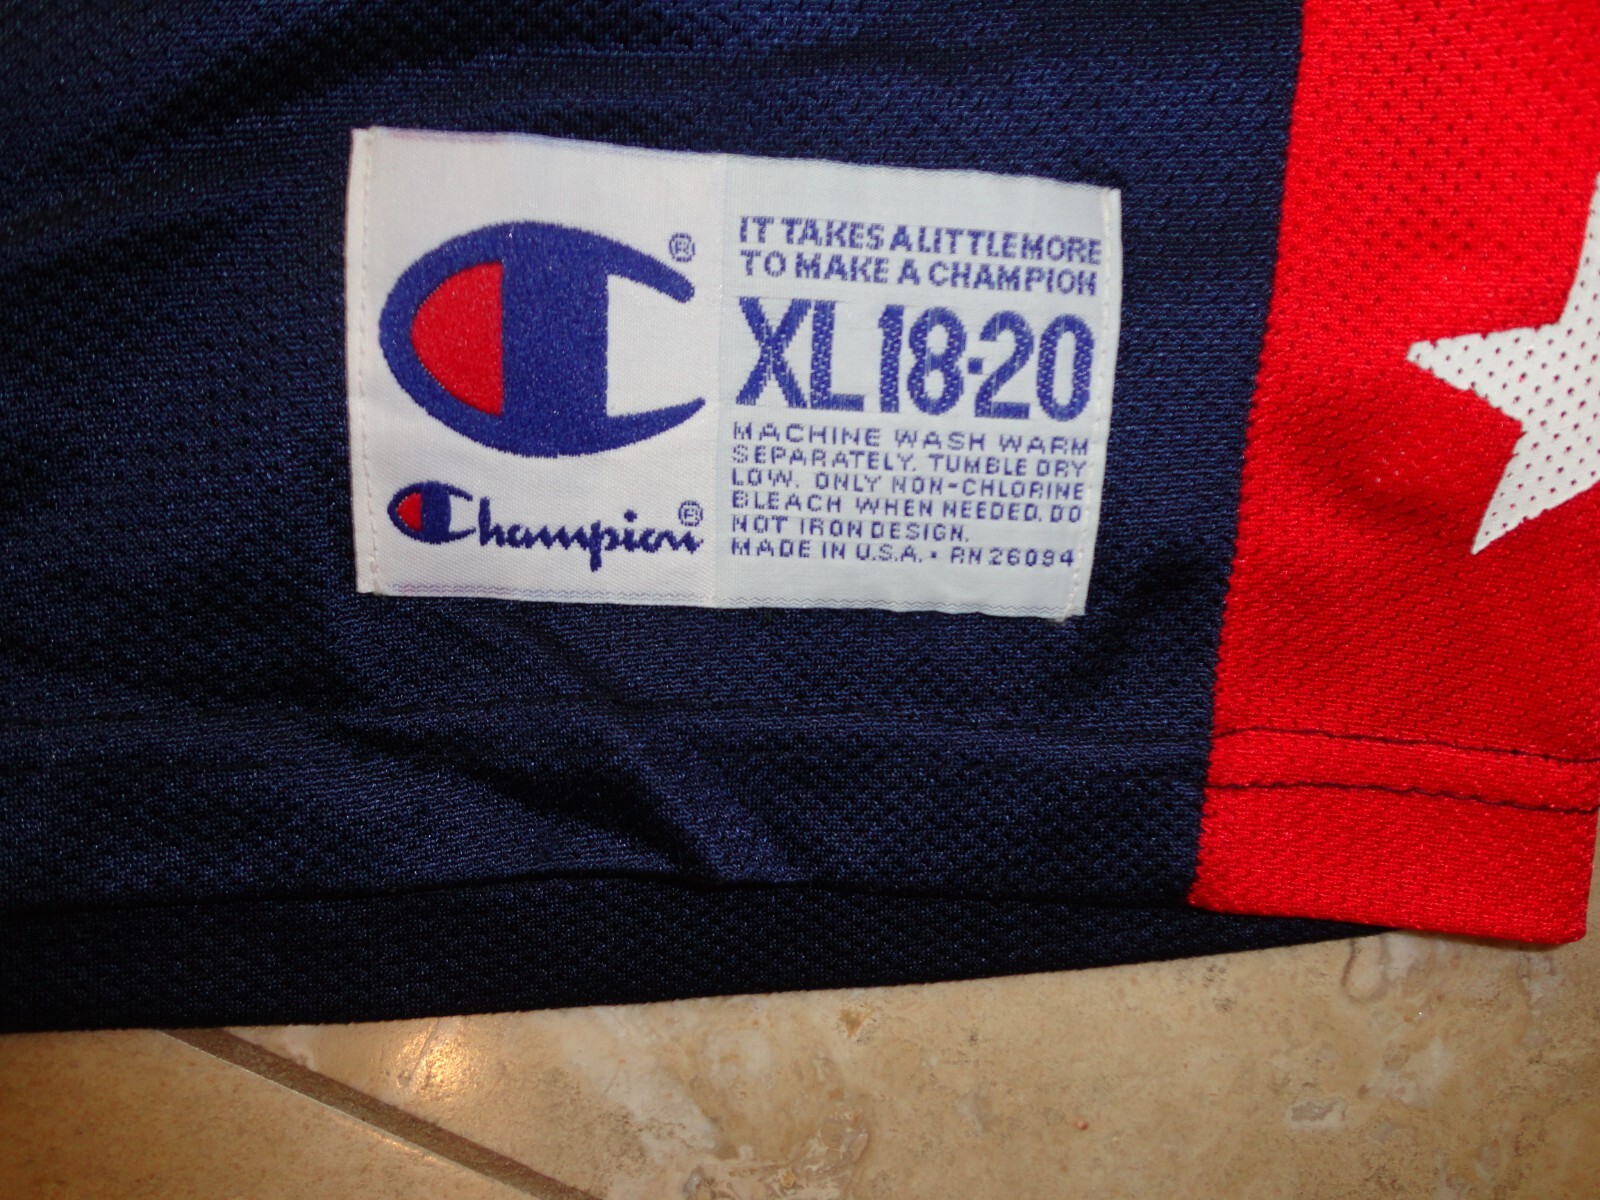 ®
IT TAKES A LITTLE MORE
TO MAKE A CHAMPION
XL 18-20
MACHINE WASH WARM
SEPARATELY. TUMBLE DRY
LOW. ONLY NON-CHLORINE
BLEACH WHEN NEEDED. DO
NOT IRON DESIGN.
MADE IN U.S.A. • RN 26094
Champion®